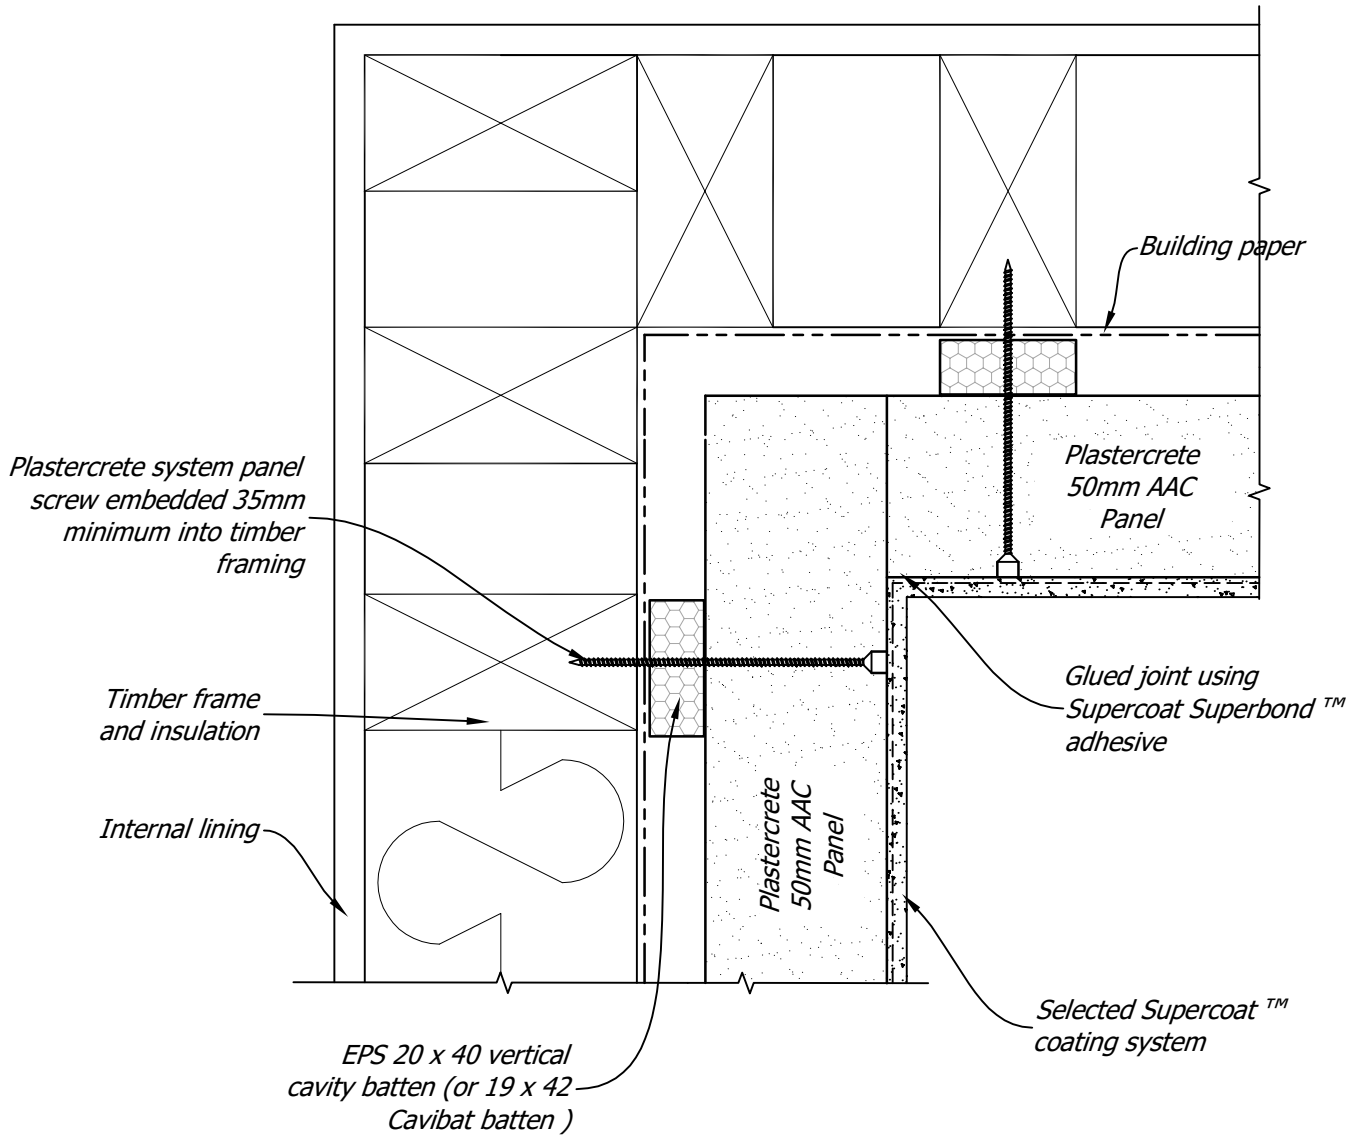 Building paper
Plastercrete
50mm AAC
Panel
Plastercrete system panel
screw embedded 35mm
minimum into timber
framing
Timber frame
and insulation
Glued joint using
Supercoat Superbond ™
adhesive
Internal lining
Plastercrete
50mm AAC
Panel
Selected Supercoat ™
coating system
EPS 20 x 40 vertical
cavity batten (or 19 x 42
Cavibat batten )